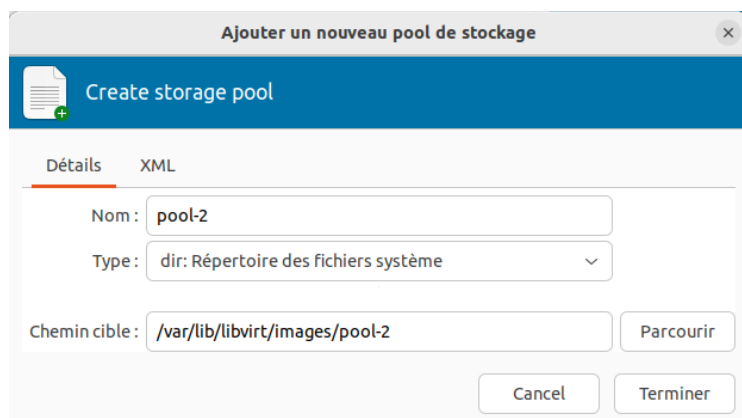 Ajouter un nouveau pool de stockage
Create storage pool
Détails XML
Nom : pool-2
Type : dir: Répertoire des fichiers système
Chemin cible : /var/lib/libvirt/images/pool-2 Parcourir
Cancel Terminer